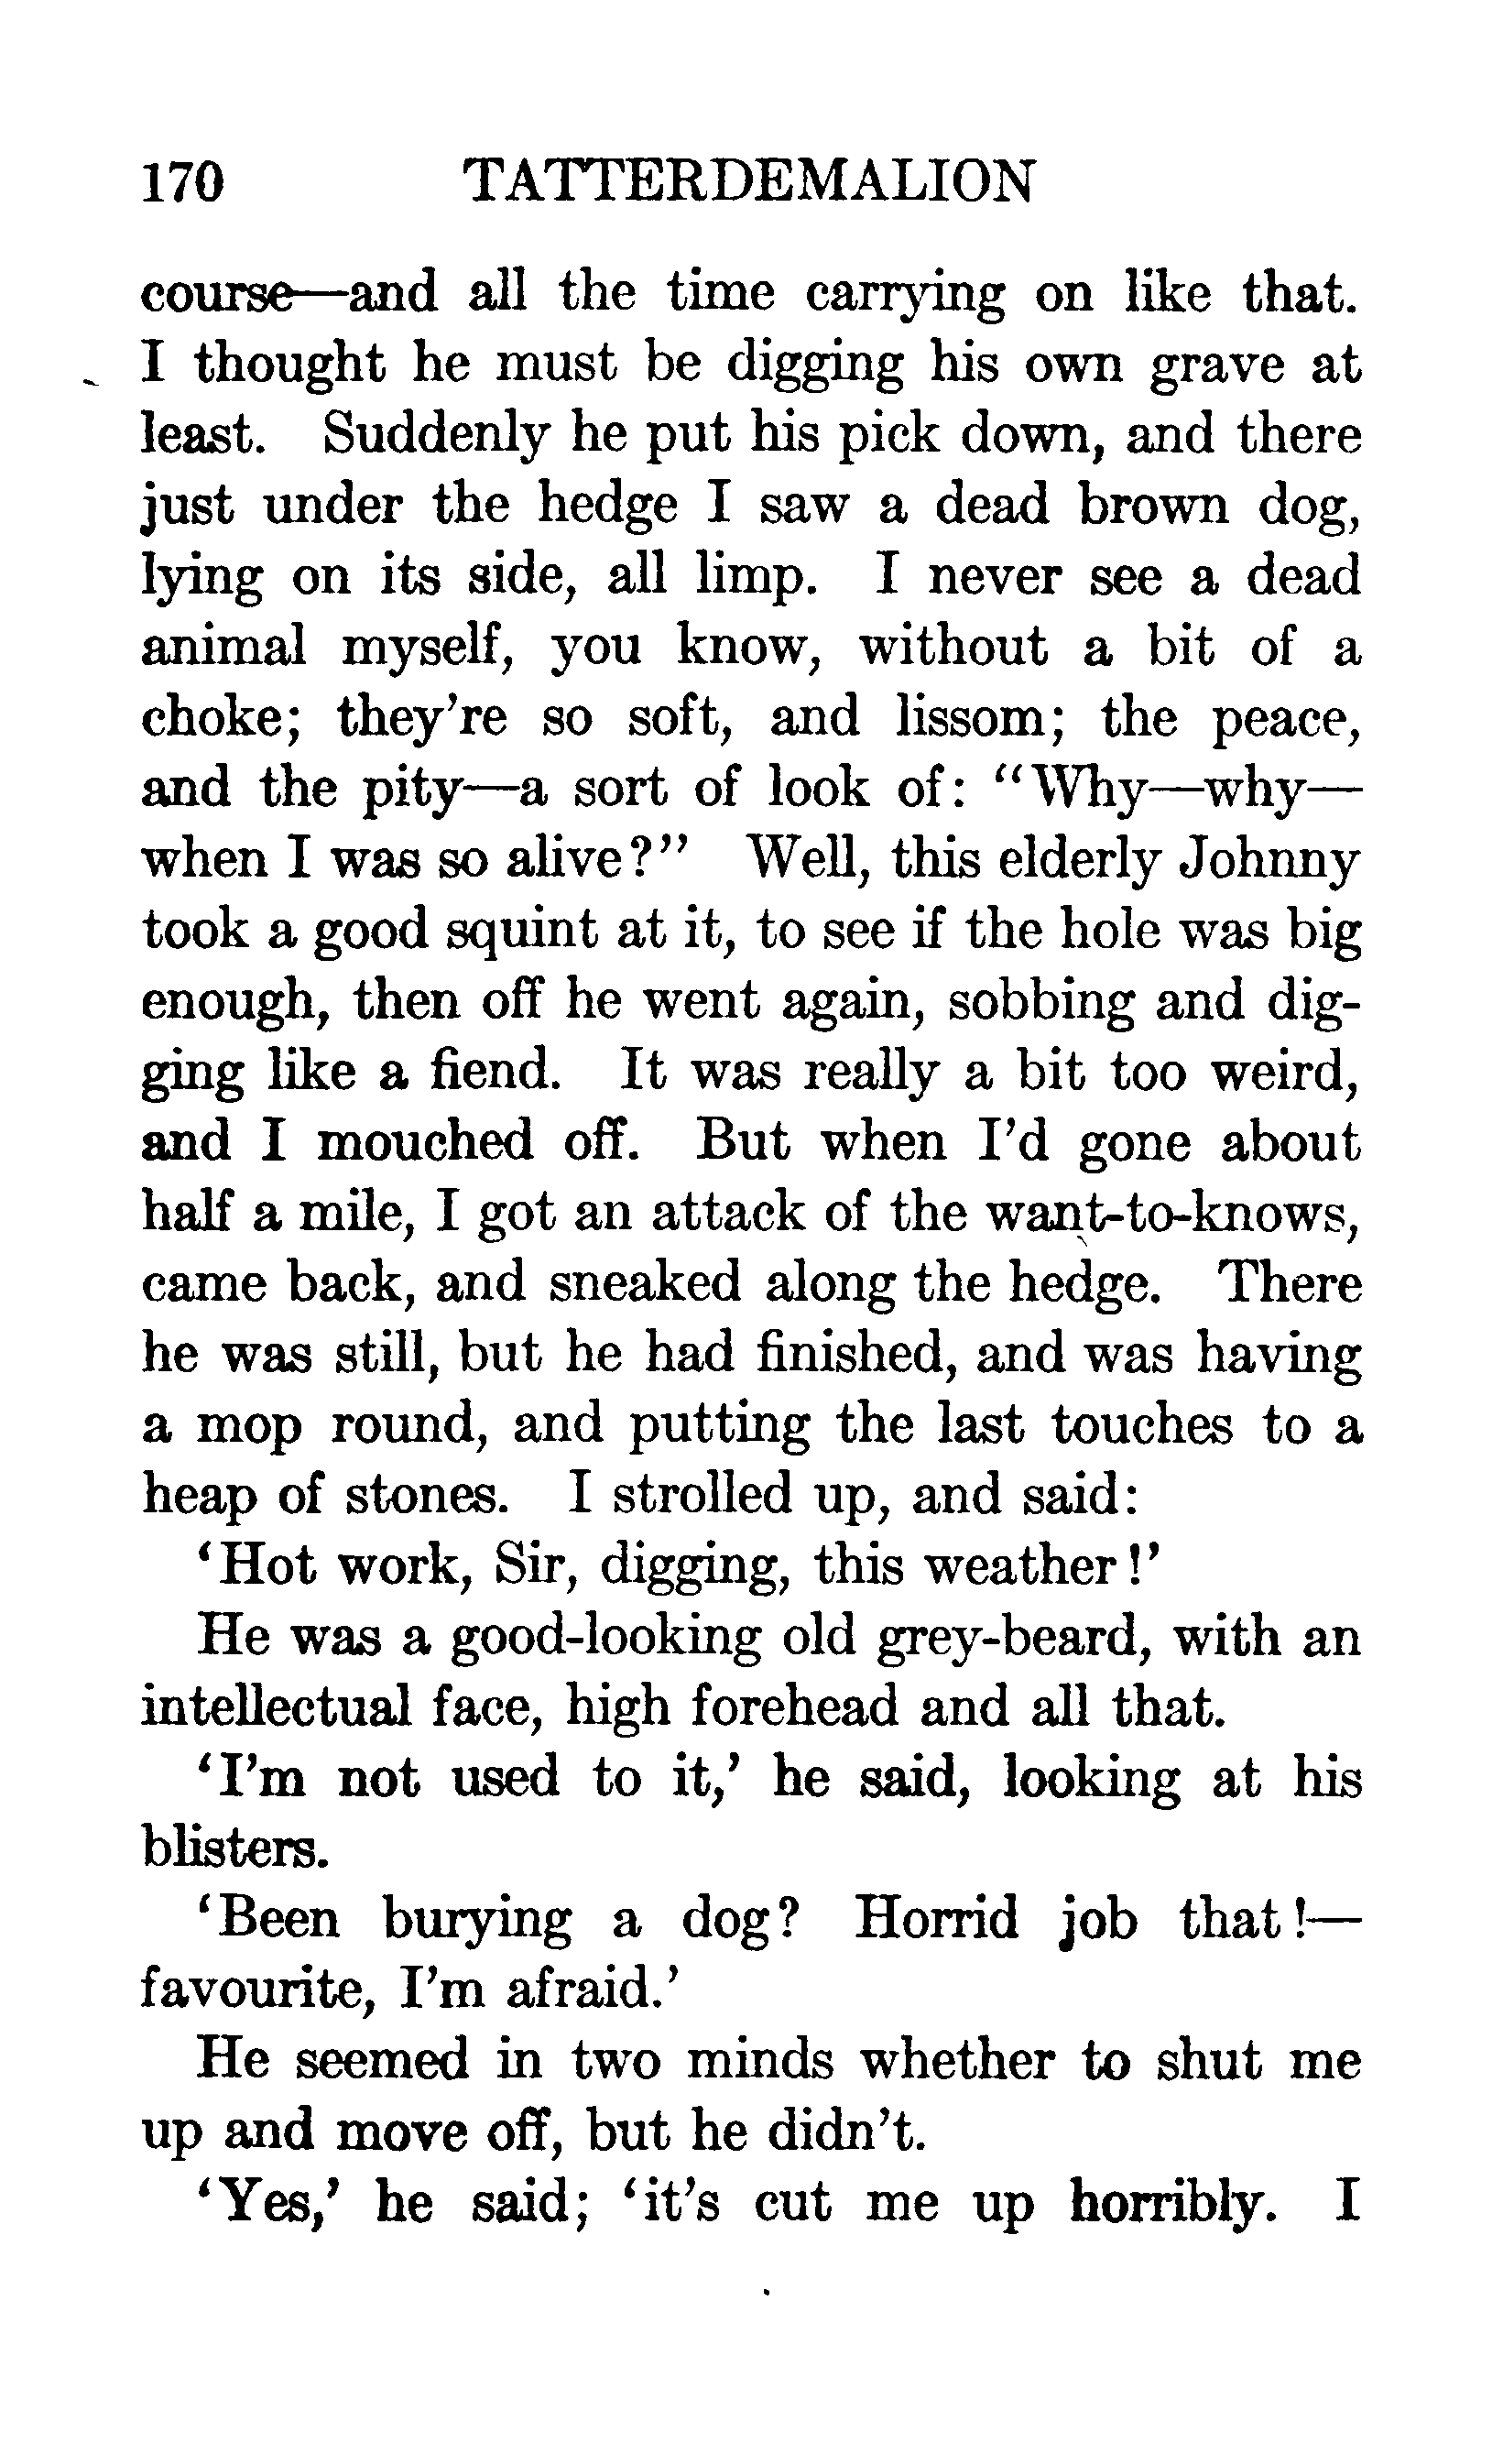 170 TATTERDEMALION
course—and all the time carrying on like that.
I thought he must be digging his own grave at
least. Suddenly he put his pick down, and there
just under the hedge I saw a dead brown dog,
lying on its side, all limp. I never see a dead
animal myself, you know, without a bit of a
choke; they're so soft, and lissom; the peace,
and the pity—a sort of look of: "Why—why—
when I was so alive?" Well, this elderly Johnny
took a good squint at it, to see if the hole was big
enough, then off he went again, sobbing and dig-
ging like a fiend. It was really a bit too weird,
and I mouched off. But when I'd gone about
half a mile, I got an attack of the want-to-knows,
came back, and sneaked along the hedge. There
he was still, but he had finished, and was having
a mop round, and putting the last touches to a
heap of stones. I strolled up, and said:
'Hot work, Sir, digging, this weather!'
He was a good-looking old grey-beard, with an
intellectual face, high forehead and all that.
'I'm not used to it,' he said, looking at his
blisters.
'Been burying a dog? Horrid job that!—
favourite, I'm afraid.'
He seemed in two minds whether to shut me
up and move off, but he didn't.
'Yes,' he said; 'it's cut me up horribly. I